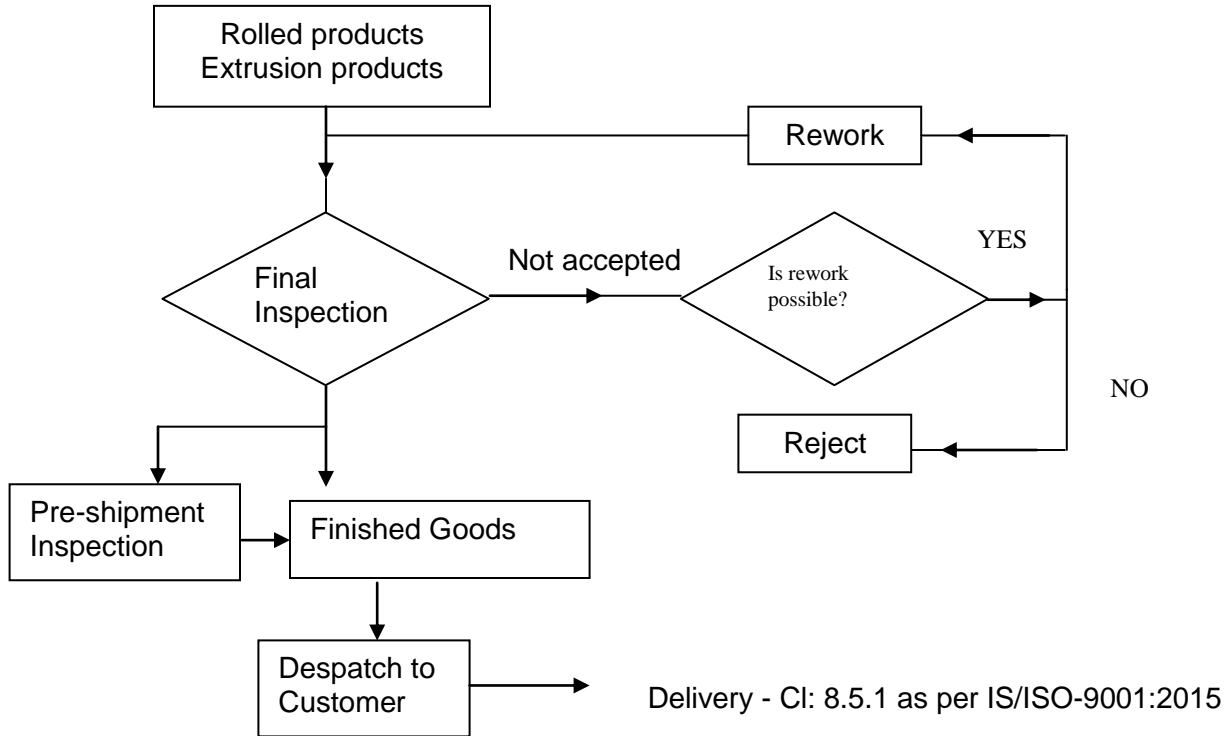 Rolled products
Extrusion products
Rework
YES
Not accepted
Final
Inspection
Is rework
possible?
NO
Reject
Pre-shipment
Inspection
Finished Goods
Despatch to
Customer
Delivery - Cl: 8.5.1 as per IS/ISO-9001:2015